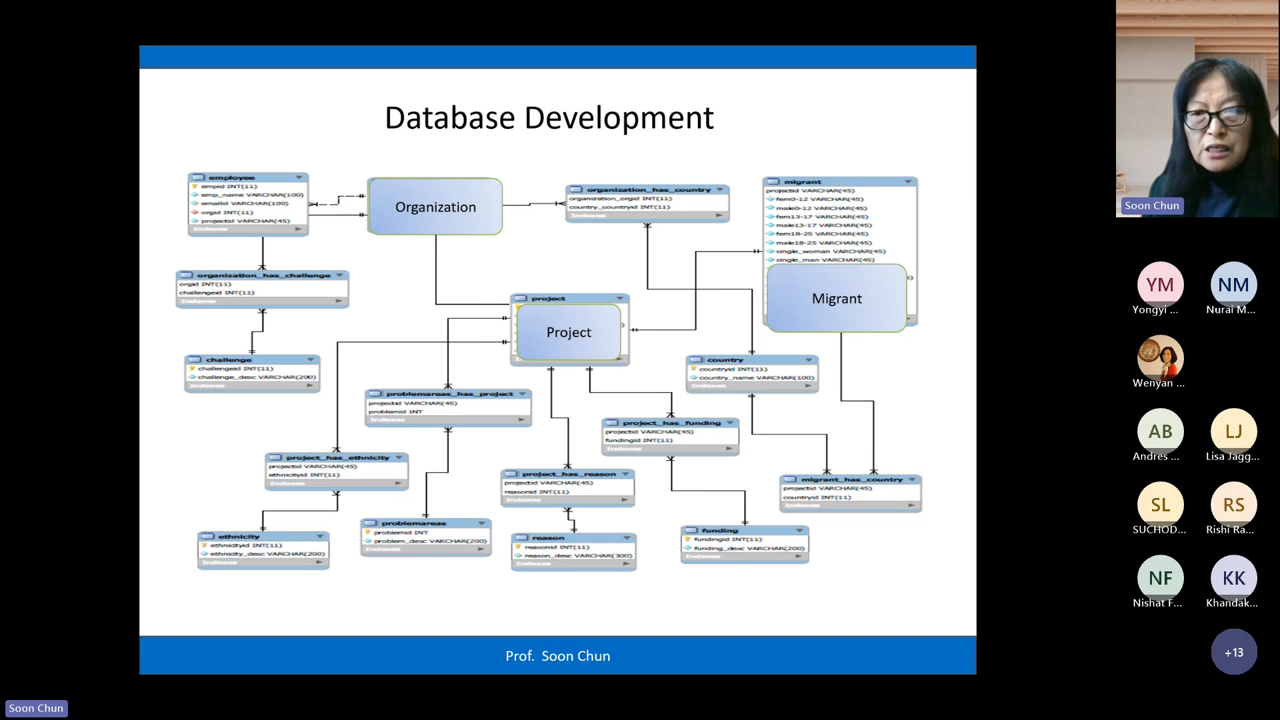 Database Development
employee
empid INT(11)
emp_name VARCHAR(100)
emailid VARCHAR(100)
orgid INT(11)
projectid VARCHAR(45)
Indexes
Organization
organization_has_country
organization_orgid INT(11)
country_countryid INT(11)
Indexes
migrant
projectid VARCHAR(45)
fem0-12 VARCHAR(45)
male0-12 VARCHAR(45)
fem13-17 VARCHAR(45)
male13-17 VARCHAR(45)
fem18-25 VARCHAR(45)
male18-25 VARCHAR(45)
single_woman VARCHAR(45)
single_man VARCHAR(45)
Migrant
organization_has_challenge
orgid INT(11)
challengeid INT(11)
Indexes
project
Project
challenge
challengeid INT(11)
challenge_desc VARCHAR(200)
Indexes
country
countryid INT(11)
country_name VARCHAR(100)
Indexes
problemareas_has_project
projectid VARCHAR(45)
problemid INT
Indexes
project_has_funding
projectid VARCHAR(45)
fundingid INT(11)
Indexes
project_has_ethnicity
projectid VARCHAR(45)
ethnicityid INT(11)
Indexes
project_has_reason
projectid VARCHAR(45)
reasonid INT(11)
Indexes
migrant_has_country
projectid VARCHAR(45)
countryid INT(11)
Indexes
ethnicity
ethnicityid INT(11)
ethnicity_desc VARCHAR(200)
Indexes
problemareas
problemid INT
problem_desc VARCHAR(200)
Indexes
reason
reasonid INT(11)
reason_desc VARCHAR(300)
Indexes
funding
fundingid INT(11)
funding_desc VARCHAR(200)
Indexes
Prof. Soon Chun
Soon Chun
Soon Chun
YM
Yongyi ...
NM
Nurai M...
Wenyan ...
AB
Andres ...
LJ
Lisa Jagg...
SL
SUCHOD...
RS
Rishi Ra...
NF
Nishat F...
KK
Khandak...
+13